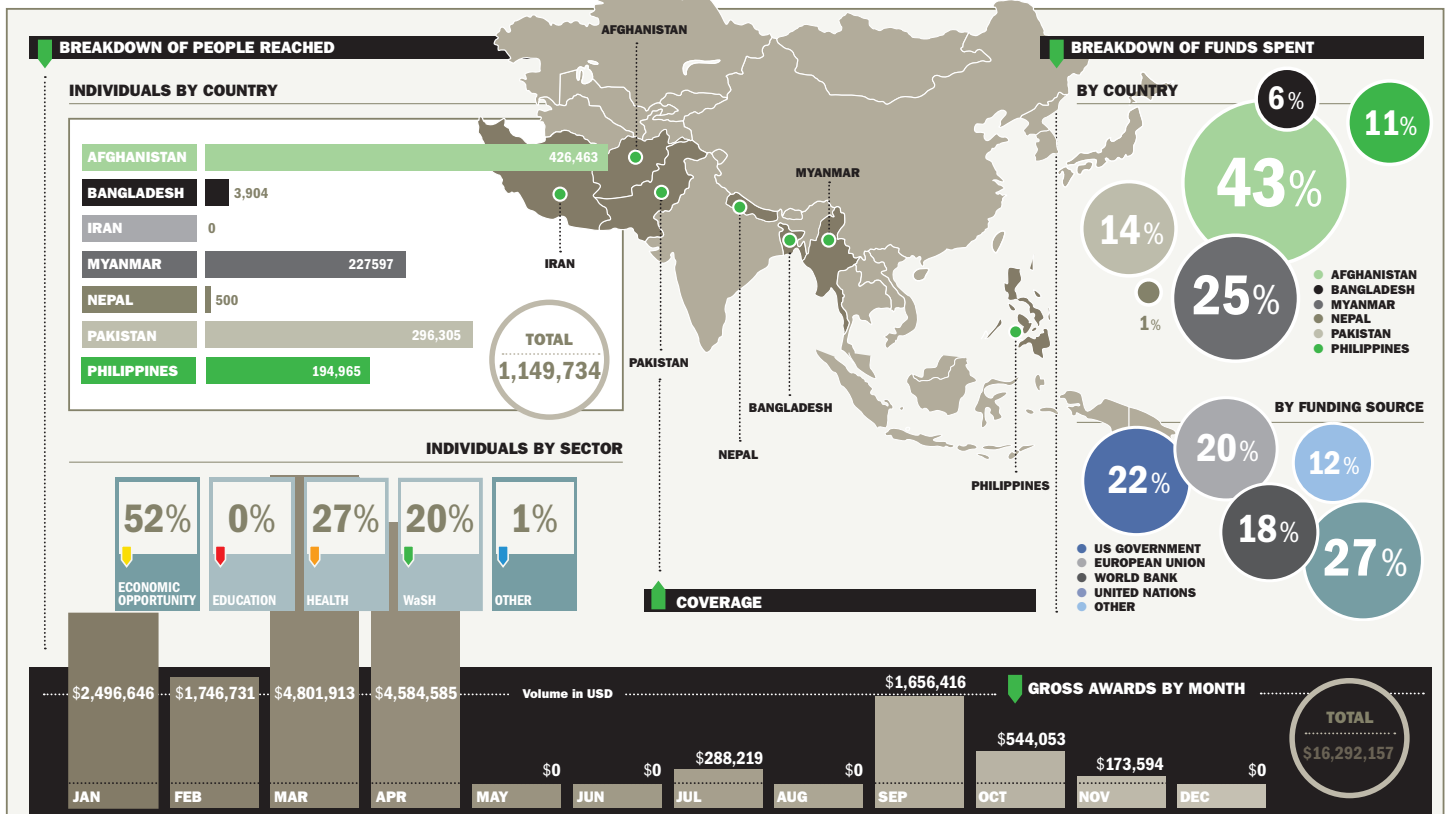 BREAKDOWN OF PEOPLE REACHED
INDIVIDUALS BY COUNTRY
AFGHANISTAN 426,463
BANGLADESH 3,904
IRAN 0
MYANMAR 227597
NEPAL 500
PAKISTAN 296,305
PHILIPPINES 194,965
TOTAL
1,149,734
AFGHANISTAN
MYANMAR
IRAN
PAKISTAN
BANGLADESH
NEPAL
PHILIPPINES
COVERAGE
INDIVIDUALS BY SECTOR
52%
ECONOMIC
OPPORTUNITY
0%
EDUCATION
27%
HEALTH
20%
WaSH
1%
OTHER
BREAKDOWN OF FUNDS SPENT
BY COUNTRY
6%
11%
43%
14%
25%
1%
AFGHANISTAN
BANGLADESH
MYANMAR
NEPAL
PAKISTAN
PHILIPPINES
BY FUNDING SOURCE
20%
12%
22%
18%
27%
US GOVERNMENT
EUROPEAN UNION
WORLD BANK
UNITED NATIONS
OTHER
GROSS AWARDS BY MONTH
Volume in USD
$2,496,646
JAN
$1,746,731
FEB
$4,801,913
MAR
$4,584,585
APR
$0
MAY
$0
JUN
$288,219
JUL
$0
AUG
$1,656,416
SEP
$544,053
OCT
$173,594
NOV
$0
DEC
TOTAL
$16,292,157